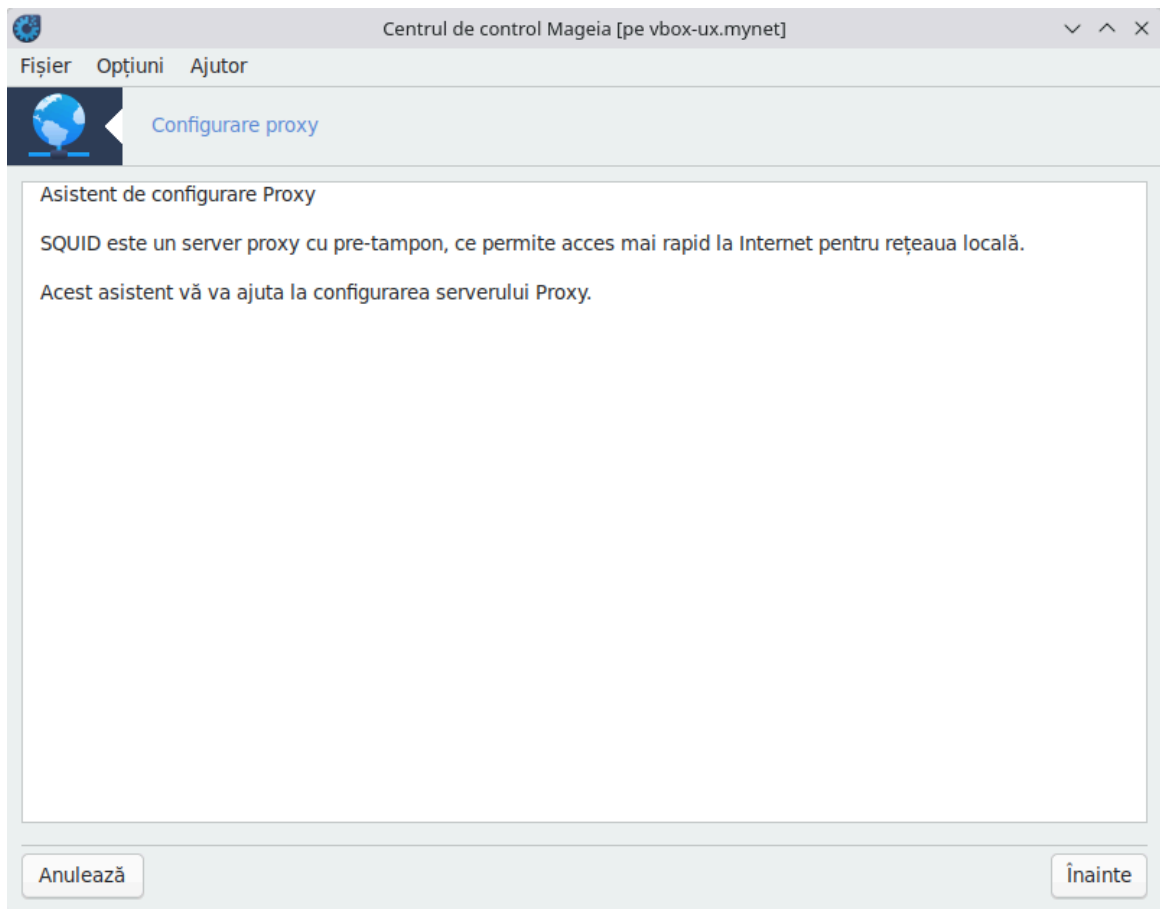 Centrul de control Mageia [pe vbox-ux.mynet]
Fișier Opțiuni Ajutor
Configurare proxy
Asistent de configurare Proxy
SQUID este un server proxy cu pre-tampon, ce permite acces mai rapid la Internet pentru rețeaua locală.
Acest asistent vă va ajuta la configurarea serverului Proxy.
Anulează Înainte